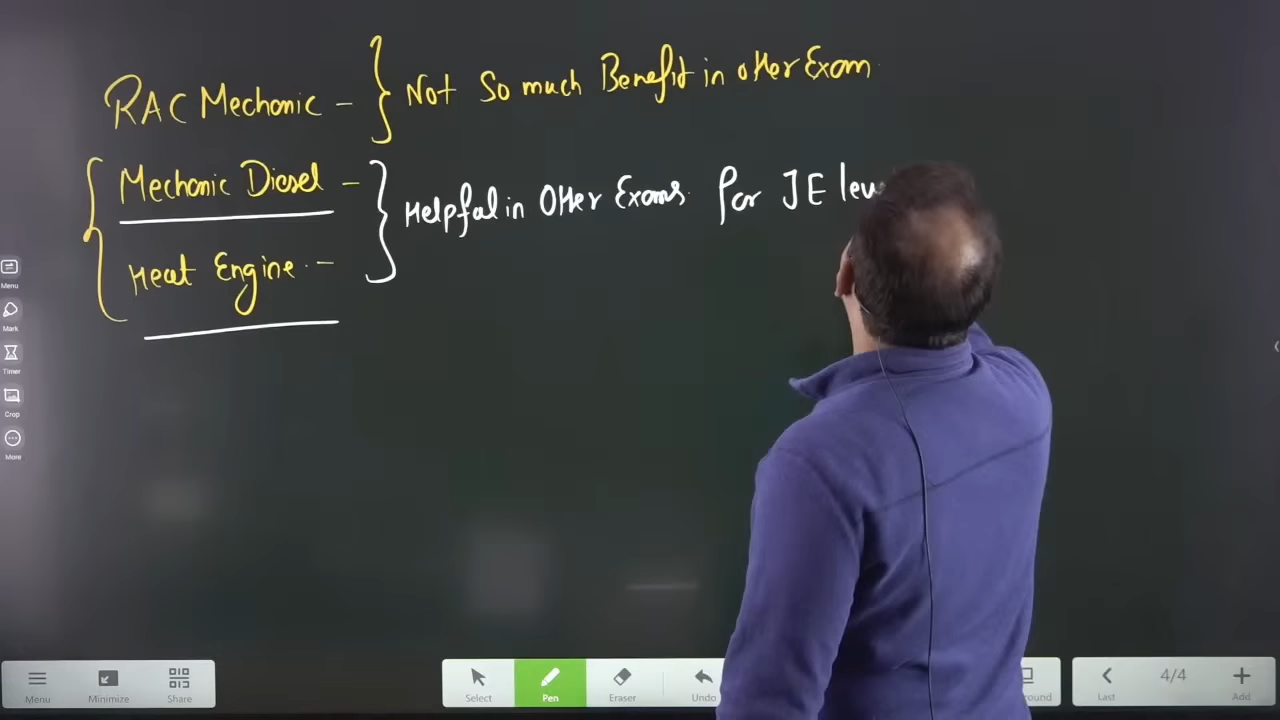 RAC Mechanic - } Not So much Benefit in other Exam
Mechanic Diesel - } Helpful in Other Exams For JE lev
Heat Engine -
Menu
Mark
Timer
Crop
More
Menu
Minimize
Share
Select
Pen
Eraser
Undo
Last
4/4
Add